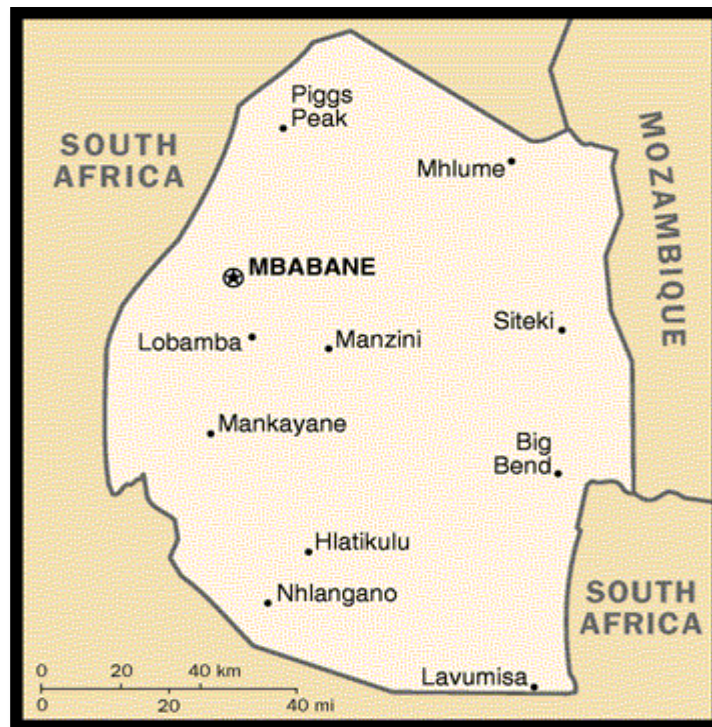 Piggs
Peak
SOUTH
AFRICA
MOZAMBIQUE
Mhlume
MBABANE
Siteki
Lobamba
Manzini
Mankayane
Big
Bend
Hlatikulu
Nhlangano
SOUTH
AFRICA
Lavumisa
0 20 40 km
0 20 40 mi